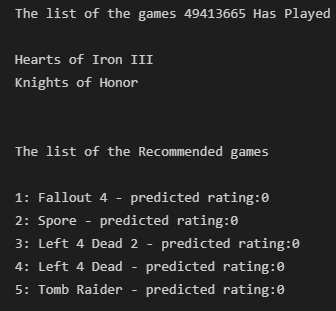 The list of the games 49413665 Has Played
Hearts of Iron III
Knights of Honor
The list of the Recommended games
1: Fallout 4 - predicted rating:0
2: Spore - predicted rating:0
3: Left 4 Dead 2 - predicted rating:0
4: Left 4 Dead - predicted rating:0
5: Tomb Raider - predicted rating:0